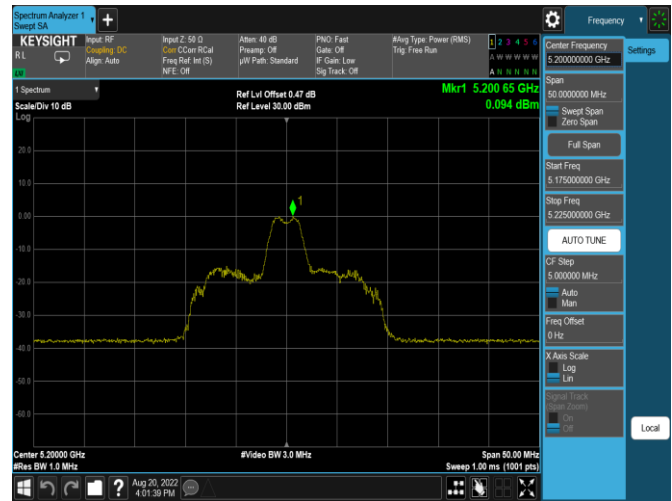 Spectrum Analyzer 1
Swept SA
Frequency
KEYSIGHT
RL
Input: RF
Coupling: DC
Align: Auto
Input Z: 50 Ω
Corr CCorr RCal
Freq Ref: Int (S)
NFE: Off
Atten: 40 dB
Preamp: Off
µW Path: Standard
PNO: Fast
Gate: Off
IF Gain: Low
Sig Track: Off
#Avg Type: Power (RMS)
Trig: Free Run
1 2 3 4 5 6
A W W W W W
A N N N N N
1 Spectrum
Scale/Div 10 dB
Log
Ref Lvl Offset 0.47 dB
Ref Level 30.00 dBm
Mkr1 5.200 65 GHz
0.094 dBm
1
20.0
10.0
0.00
-10.0
-20.0
-30.0
-40.0
-50.0
-60.0
Center 5.20000 GHz
#Res BW 1.0 MHz
#Video BW 3.0 MHz
Span 50.00 MHz
Sweep 1.00 ms (1001 pts)
Aug 20, 2022
4:01:39 PM
Center Frequency
5.200000000 GHz
Span
50.0000000 MHz
Swept Span
Zero Span
Full Span
Start Freq
5.175000000 GHz
Stop Freq
5.225000000 GHz
AUTO TUNE
CF Step
5.000000 MHz
Auto
Man
Freq Offset
0 Hz
X Axis Scale
Log
Lin
Signal Track
(Span Zoom)
On
Off
Settings
Local